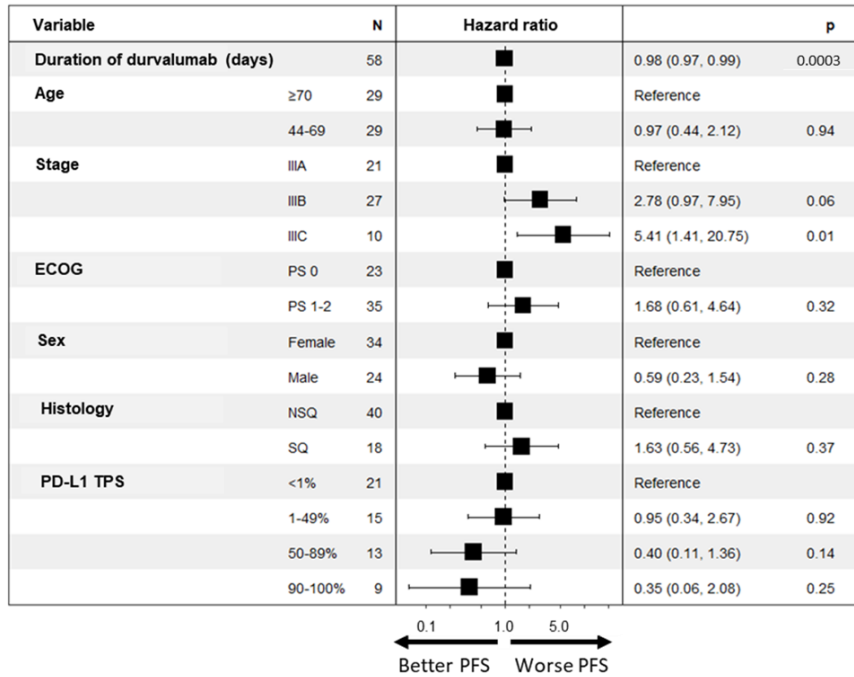 Variable N Hazard ratio p
Duration of durvalumab (days) 58 0.98 (0.97, 0.99) 0.0003
Age ≥70 29 Reference
44-69 29 0.97 (0.44, 2.12) 0.94
Stage IIIA 21 Reference
IIIB 27 2.78 (0.97, 7.95) 0.06
IIIC 10 5.41 (1.41, 20.75) 0.01
ECOG PS 0 23 Reference
PS 1-2 35 1.68 (0.61, 4.64) 0.32
Sex Female 34 Reference
Male 24 0.59 (0.23, 1.54) 0.28
Histology NSQ 40 Reference
SQ 18 1.63 (0.56, 4.73) 0.37
PD-L1 TPS <1% 21 Reference
1-49% 15 0.95 (0.34, 2.67) 0.92
50-89% 13 0.40 (0.11, 1.36) 0.14
90-100% 9 0.35 (0.06, 2.08) 0.25
0.1 1.0 5.0
Better PFS Worse PFS